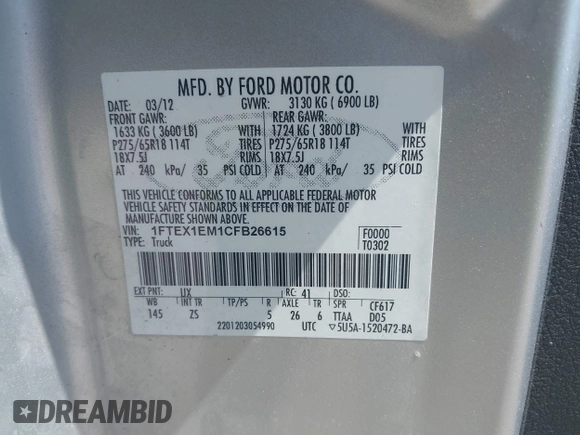 MFD. BY FORD MOTOR CO.
DATE: 03/12 GVWR: 3130 KG (6900 LB)
FRONT GAWR: REAR GAWR:
1633 KG (3600 LB) WITH 1724 KG (3800 LB) WITH
P275/65R18 114T TIRES P275/65R18 114T TIRES
18X7.5J RIMS 18X7.5J RIMS
AT 240 kPa/ 35 PSI COLD AT 240 kPa/ 35 PSI COLD
THIS VEHICLE CONFORMS TO ALL APPLICABLE FEDERAL MOTOR
VEHICLE SAFETY STANDARDS IN EFFECT ON THE DATE OF
MANUFACTURE SHOWN ABOVE.
VIN: 1FTEX1EM1CFB26615 F0000
TYPE: Truck T0302
EXT PNT: UX RC: 41 DSO:
WB INT TR TP/PS R AXLE TR SPR CF617
145 ZS 5 26 6 TTAA D05
2201203054990 UTC ▽5U5A-1520472-BA
Ford
DREAMBID